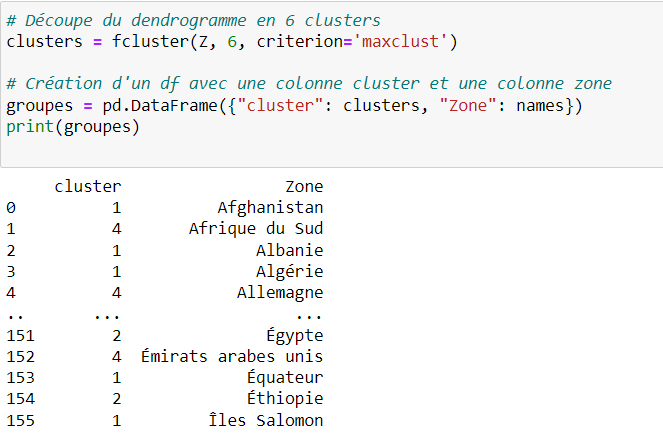 # Découpe du dendrogramme en 6 clusters
clusters = fcluster(Z, 6, criterion='maxclust')
# Création d'un df avec une colonne cluster et une colonne zone
groupes = pd.DataFrame({"cluster": clusters, "Zone": names})
print(groupes)
cluster Zone
0 1 Afghanistan
1 4 Afrique du Sud
2 1 Albanie
3 1 Algérie
4 4 Allemagne
.. ... ...
151 2 Égypte
152 4 Émirats arabes unis
153 1 Équateur
154 2 Éthiopie
155 1 Îles Salomon